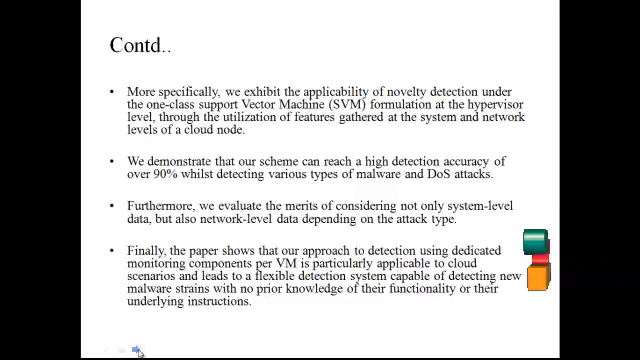 Contd..
• More specifically, we exhibit the applicability of novelty detection under
the one-class support Vector Machine (SVM) formulation at the hypervisor
level, through the utilization of features gathered at the system and network
levels of a cloud node.
• We demonstrate that our scheme can reach a high detection accuracy of
over 90% whilst detecting various types of malware and DoS attacks.
• Furthermore, we evaluate the merits of considering not only system-level
data, but also network-level data depending on the attack type.
• Finally, the paper shows that our approach to detection using dedicated
monitoring components per VM is particularly applicable to cloud
scenarios and leads to a flexible detection system capable of detecting new
malware strains with no prior knowledge of their functionality or their
underlying instructions.